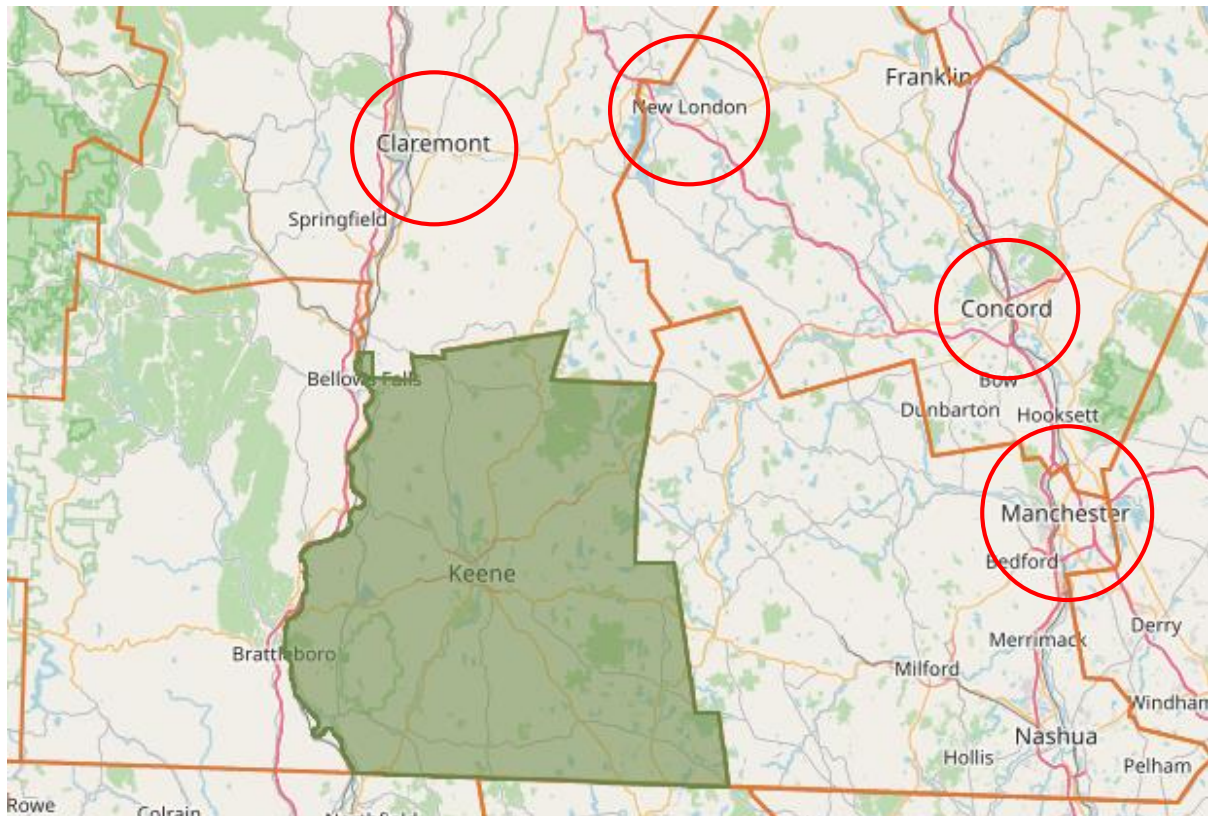 Franklin
New London
Claremont
Springfield
Concord
Bellows Falls
Bow
Dunbarton
Hooksett
Manchester
Bedford
Keene
Derry
Merrimack
Brattleboro
Milford
Windham
Nashua
Hollis
Pelham
Rowe
Colrain
Northfield